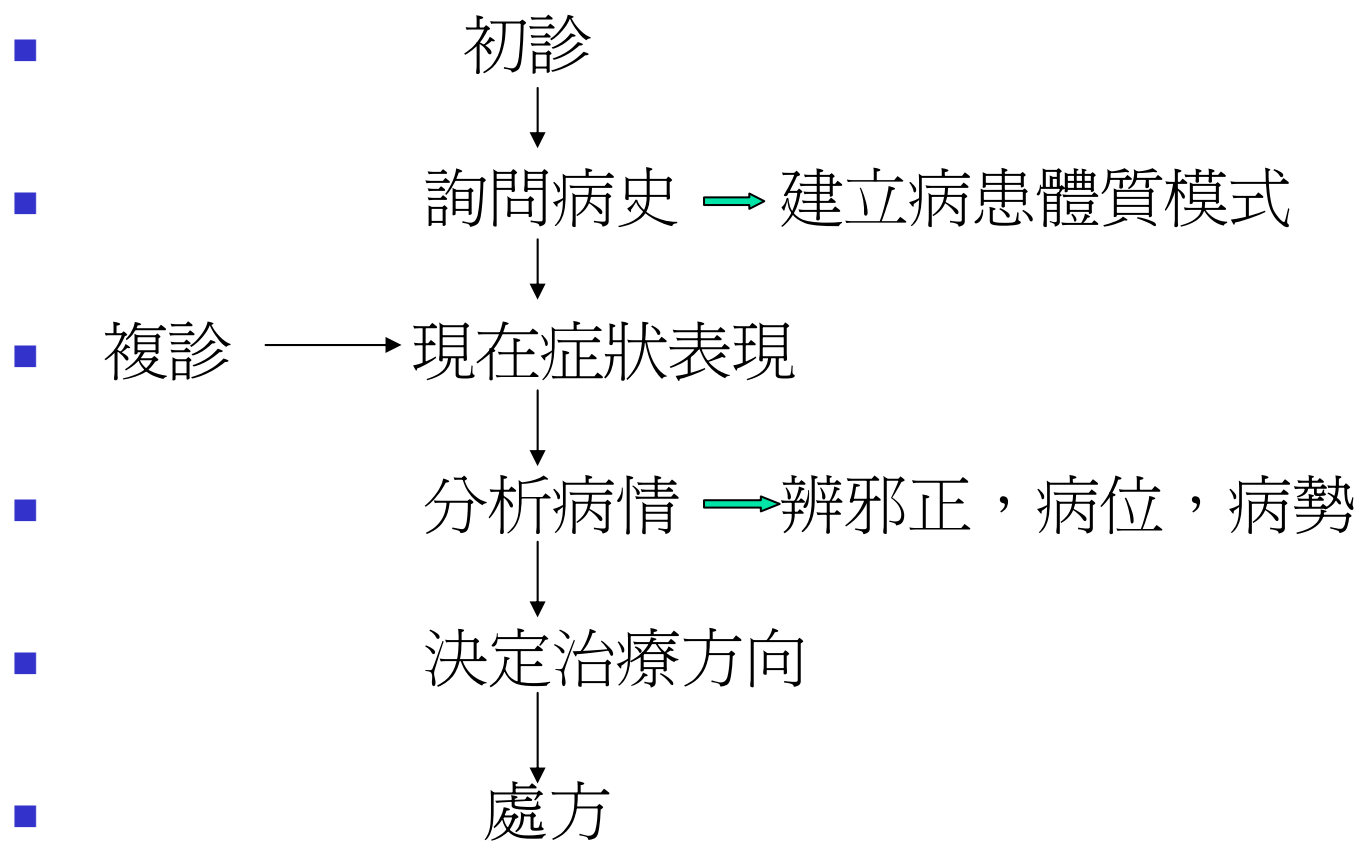 初診
詢問病史 建立病患體質模式
複診 現在症狀表現
分析病情 辨邪正，病位，病勢
決定治療方向
處方